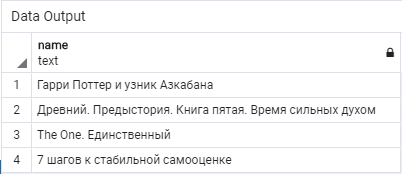 Data Output
name
text
1 Гарри Поттер и узник Азкабана
2 Древний. Предыстория. Книга пятая. Время сильных духом
3 The One. Единственный
4 7 шагов к стабильной самооценке